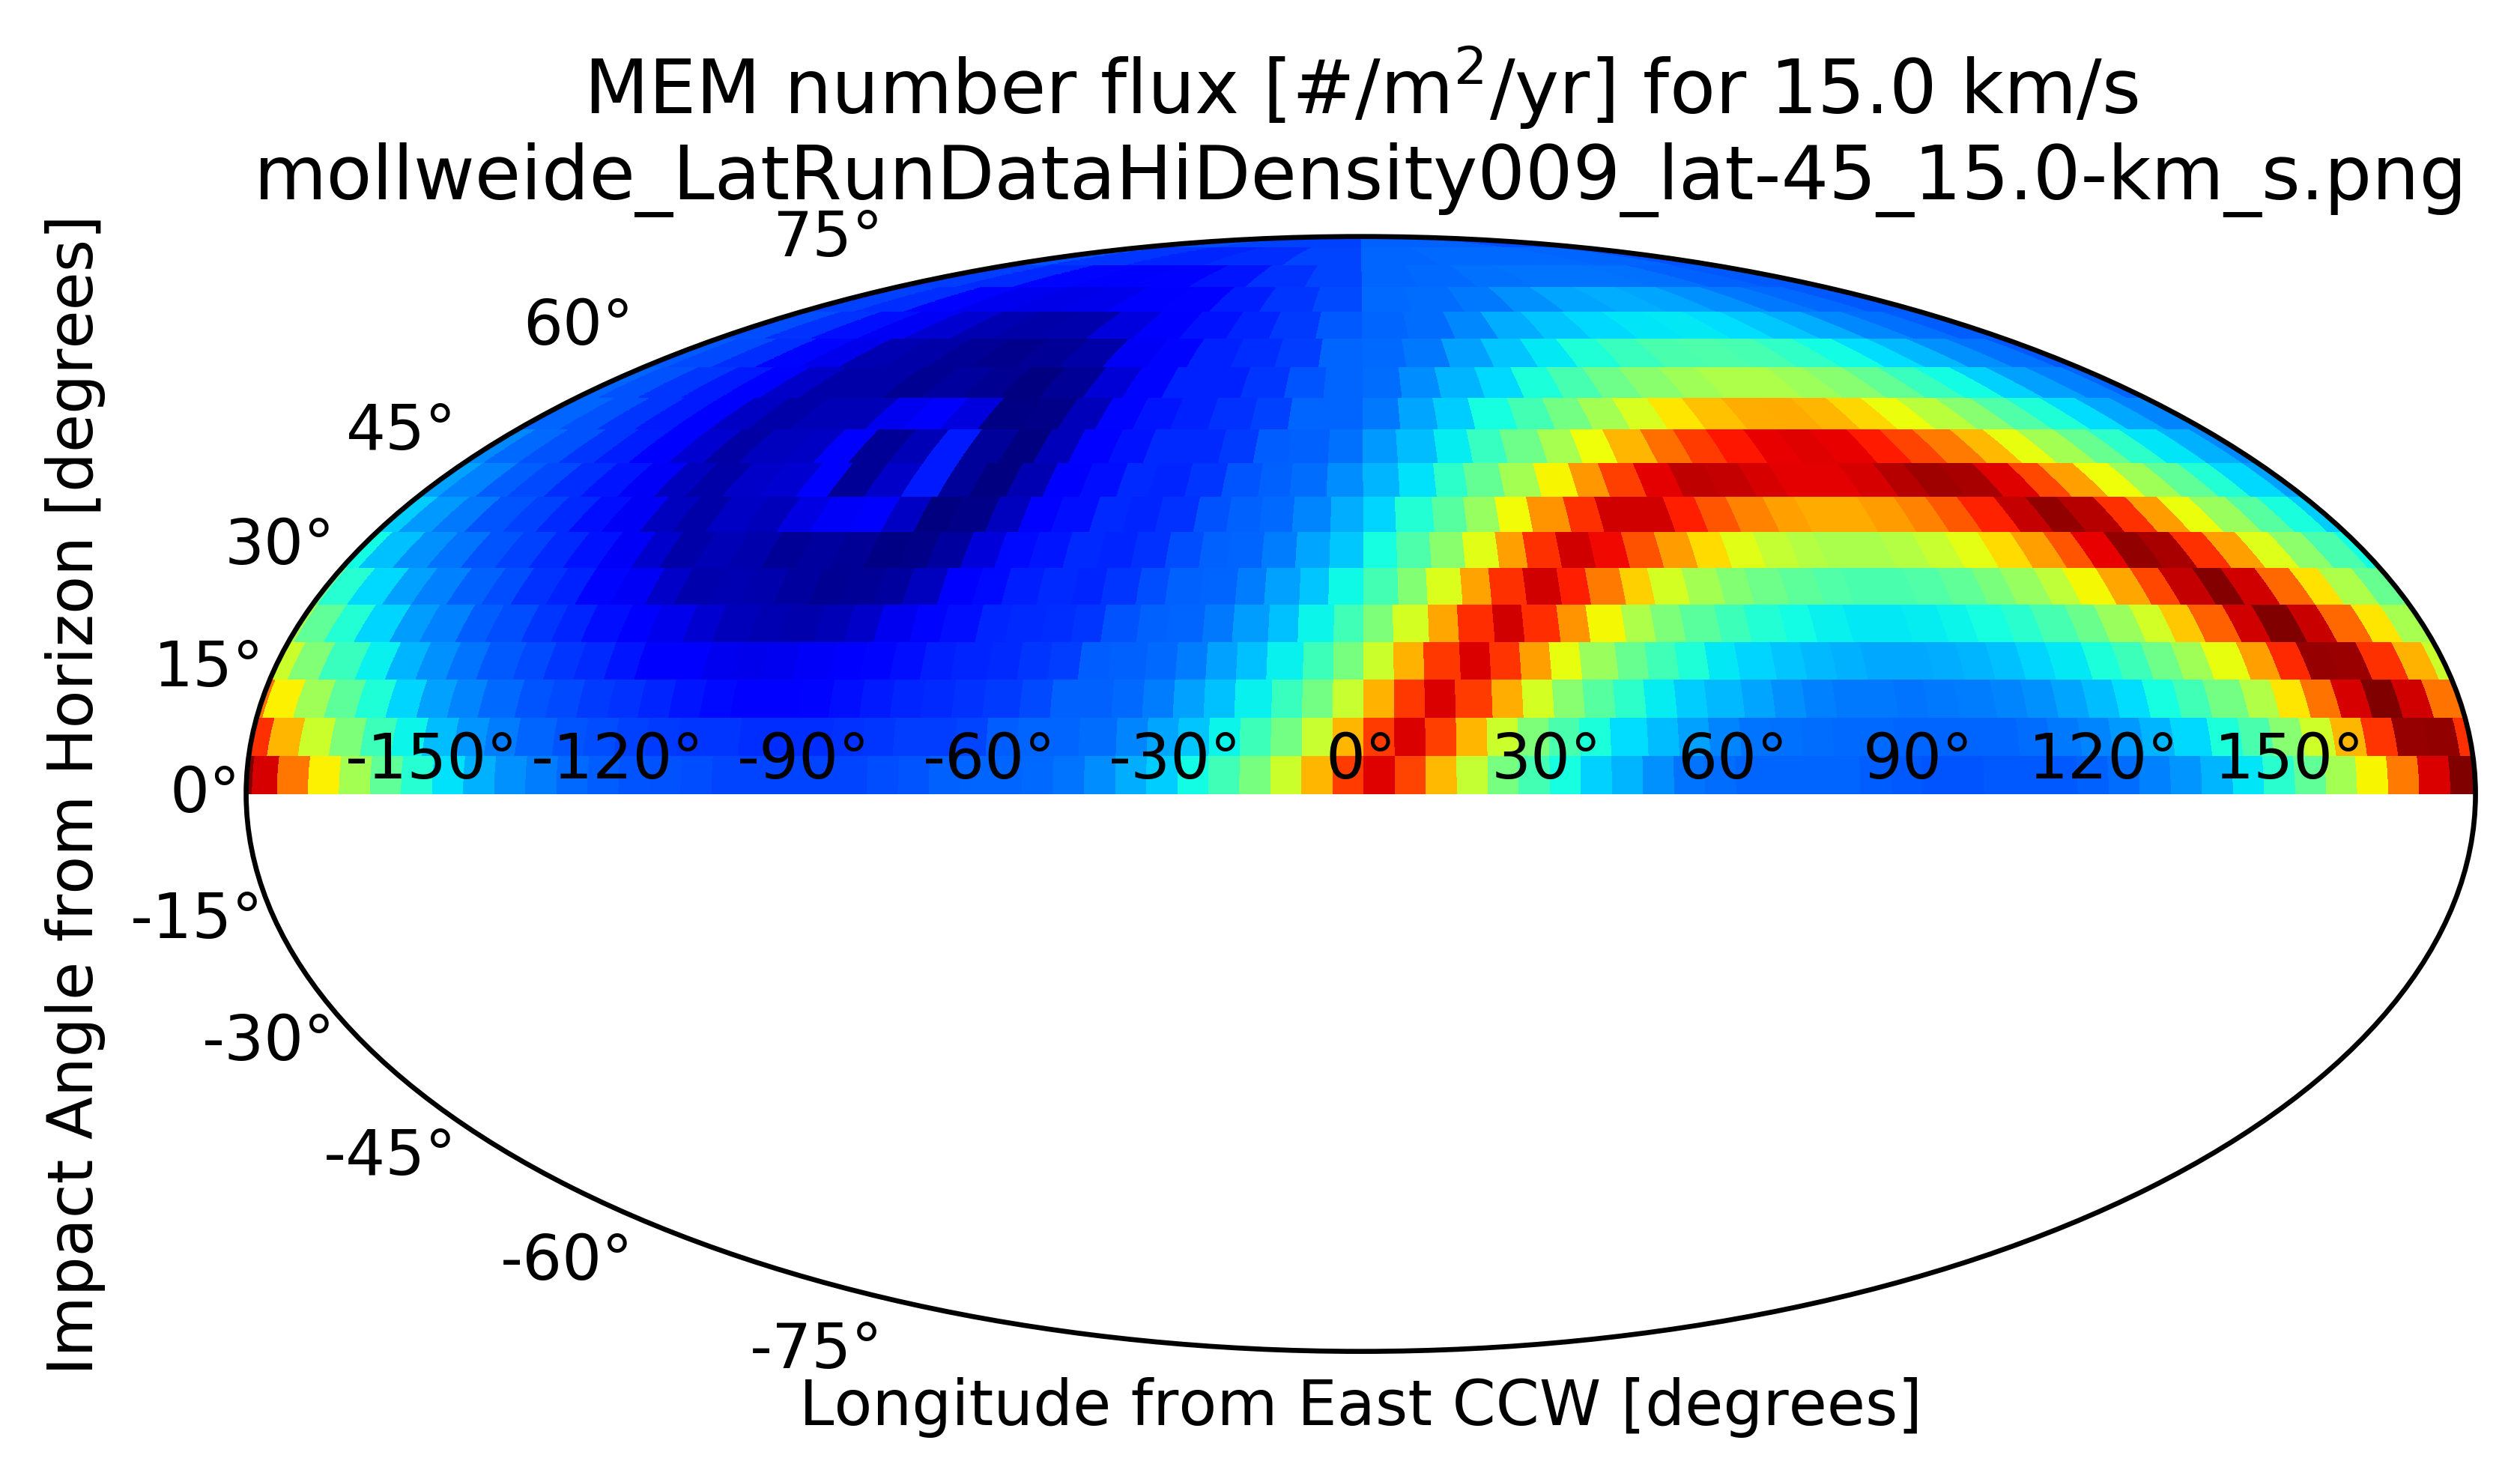 MEM number flux [#/m²/yr] for 15.0 km/s
mollweide_LatRunDataHiDensity009_lat-45_15.0-km_s.png
Impact Angle from Horizon [degrees]
75°
60°
45°
30°
15°
0°
-15°
-30°
-45°
-60°
-75°
-150° -120° -90° -60° -30° 0° 30° 60° 90° 120° 150°
Longitude from East CCW [degrees]